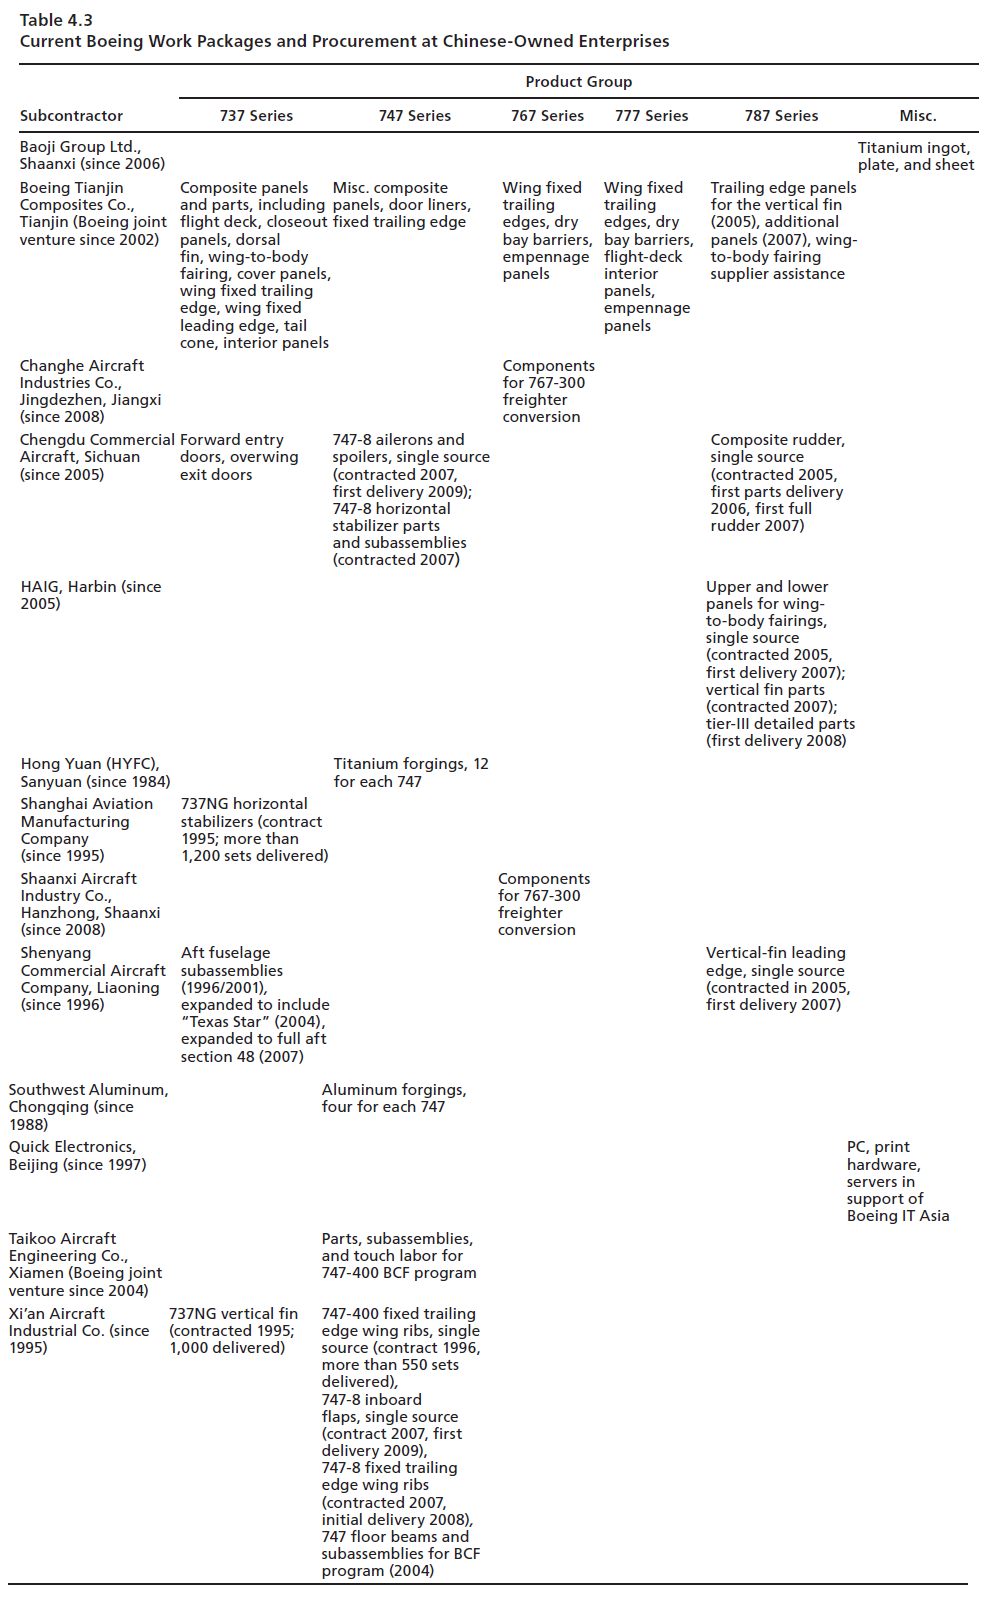 Table 4.3
Current Boeing Work Packages and Procurement at Chinese-Owned Enterprises
Product Group
Subcontractor 737 Series 747 Series 767 Series 777 Series 787 Series Misc.
Baoji Group Ltd.,
Shaanxi (since 2006)
Titanium ingot,
plate, and sheet
Boeing Tianjin
Composites Co.,
Tianjin (Boeing joint
venture since 2002)
Composite panels
and parts, including
flight deck, closeout
panels, dorsal
fin, wing-to-body
fairing, cover panels,
wing fixed trailing
edge, wing fixed
leading edge, tail
cone, interior panels
Misc. composite
panels, door liners,
fixed trailing edge
Wing fixed
trailing
edges, dry
bay barriers,
empennage
panels
Wing fixed
trailing
edges, dry
bay barriers,
flight-deck
interior
panels,
empennage
panels
Trailing edge panels
for the vertical fin
(2005), additional
panels (2007), wing-
to-body fairing
supplier assistance
Changhe Aircraft
Industries Co.,
Jingdezhen, Jiangxi
(since 2008)
Components
for 767-300
freighter
conversion
Chengdu Commercial
Aircraft, Sichuan
(since 2005)
Forward entry
doors, overwing
exit doors
747-8 ailerons and
spoilers, single source
(contracted 2007,
first delivery 2009);
747-8 horizontal
stabilizer parts
and subassemblies
(contracted 2007)
Composite rudder,
single source
(contracted 2005,
first parts delivery
2006, first full
rudder 2007)
HAIG, Harbin (since
2005)
Upper and lower
panels for wing-
to-body fairings,
single source
(contracted 2005,
first delivery 2007);
vertical fin parts
(contracted 2007);
tier-III detailed parts
(first delivery 2008)
Hong Yuan (HYFC),
Sanyuan (since 1984)
Titanium forgings, 12
for each 747
Shanghai Aviation
Manufacturing
Company
(since 1995)
737NG horizontal
stabilizers (contract
1995; more than
1,200 sets delivered)
Shaanxi Aircraft
Industry Co.,
Hanzhong, Shaanxi
(since 2008)
Components
for 767-300
freighter
conversion
Shenyang
Commercial Aircraft
Company, Liaoning
(since 1996)
Aft fuselage
subassemblies
(1996/2001),
expanded to include
“Texas Star” (2004),
expanded to full aft
section 48 (2007)
Vertical-fin leading
edge, single source
(contracted in 2005,
first delivery 2007)
Southwest Aluminum,
Chongqing (since
1988)
Aluminum forgings,
four for each 747
Quick Electronics,
Beijing (since 1997)
PC, print
hardware,
servers in
support of
Boeing IT Asia
Taikoo Aircraft
Engineering Co.,
Xiamen (Boeing joint
venture since 2004)
Parts, subassemblies,
and touch labor for
747-400 BCF program
Xi’an Aircraft
Industrial Co. (since
1995)
737NG vertical fin
(contracted 1995;
1,000 delivered)
747-400 fixed trailing
edge wing ribs, single
source (contract 1996,
more than 550 sets
delivered),
747-8 inboard
flaps, single source
(contract 2007, first
delivery 2009),
747-8 fixed trailing
edge wing ribs
(contracted 2007,
initial delivery 2008),
747 floor beams and
subassemblies for BCF
program (2004)